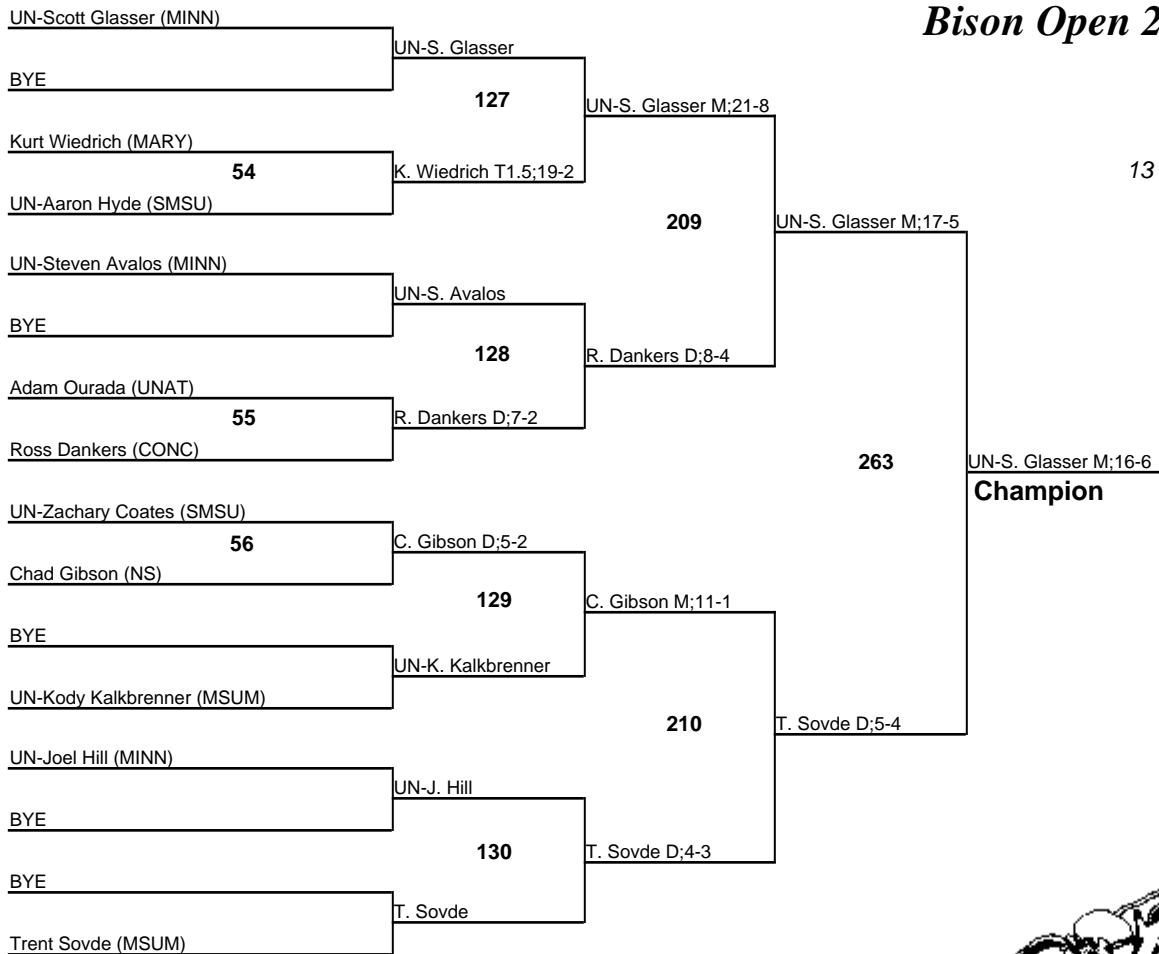 Bison Open 2
13
UN-Scott Glasser (MINN)
BYE
Kurt Wiedrich (MARY)
54
UN-Aaron Hyde (SMSU)
UN-Steven Avalos (MINN)
BYE
Adam Ourada (UNAT)
55
Ross Dankers (CONC)
UN-Zachary Coates (SMSU)
56
Chad Gibson (NS)
BYE
UN-Kody Kalkbrenner (MSUM)
UN-Joel Hill (MINN)
BYE
BYE
Trent Sovde (MSUM)
UN-S. Glasser
127
K. Wiedrich T1.5;19-2
UN-S. Avalos
128
R. Dankers D;7-2
C. Gibson D;5-2
129
UN-K. Kalkbrenner
UN-J. Hill
130
T. Sovde
UN-S. Glasser M;21-8
209
R. Dankers D;8-4
C. Gibson M;11-1
210
T. Sovde D;4-3
UN-S. Glasser M;17-5
263
T. Sovde D;5-4
UN-S. Glasser M;16-6
Champion